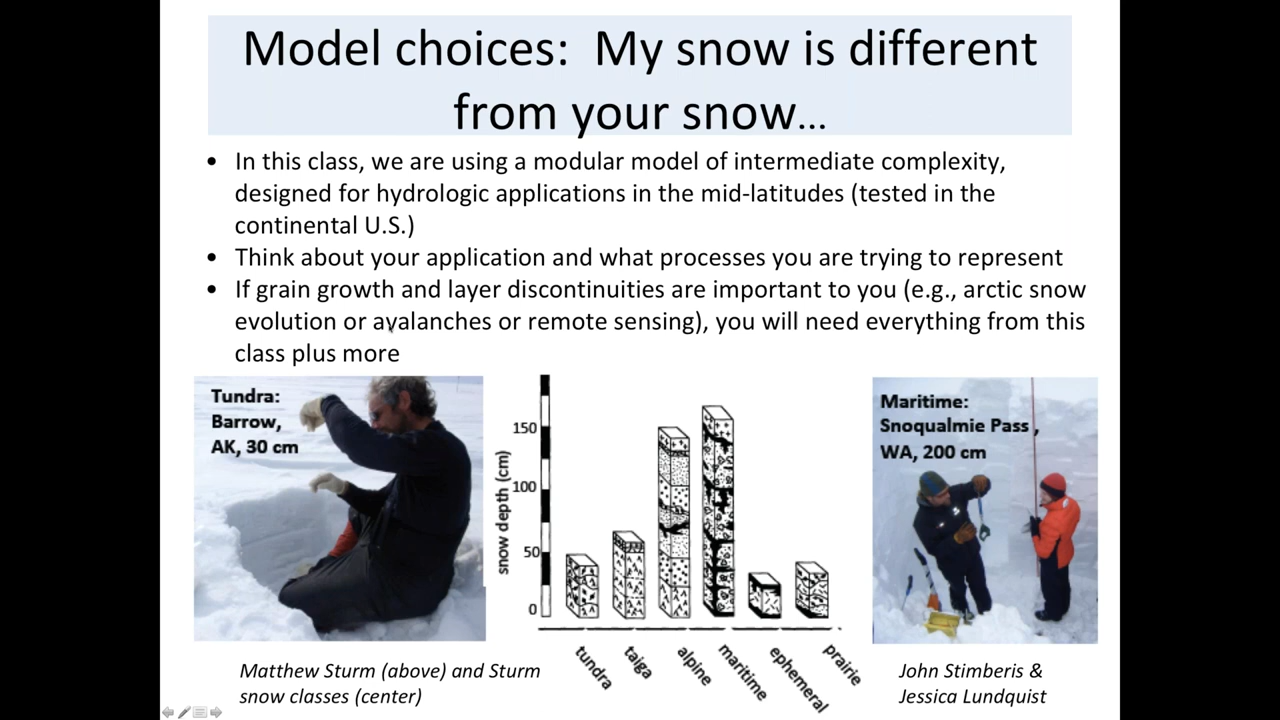 Model choices:  My snow is different
from your snow…
• In this class, we are using a modular model of intermediate complexity,
designed for hydrologic applications in the mid-latitudes (tested in the
continental U.S.)
• Think about your application and what processes you are trying to represent
• If grain growth and layer discontinuities are important to you (e.g., arctic snow
evolution or avalanches or remote sensing), you will need everything from this
class plus more
Tundra:
Barrow,
AK, 30 cm
snow depth (cm)
150
100
50
0
tundra
taiga
alpine
maritime
ephemeral
prairie
Maritime:
Snoqualmie Pass ,
WA, 200 cm
Matthew Sturm (above) and Sturm
snow classes (center)
John Stimberis &
Jessica Lundquist